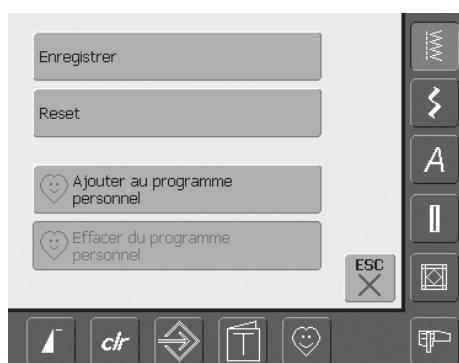 Enregistrer
Reset
Ajouter au programme
personnel
Effacer du programme
personnel
ESC
A
clr